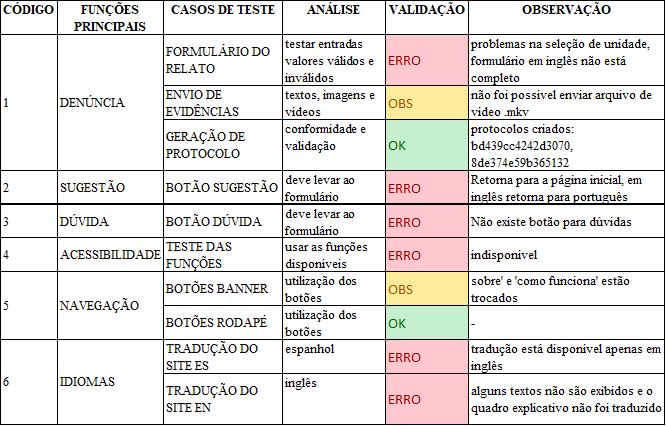 CÓDIGO FUNÇÕES PRINCIPAIS CASOS DE TESTE ANÁLISE VALIDAÇÃO OBSERVAÇÃO
1
DENÚNCIA
FORMULÁRIO DO
RELATO
testar entradas
valores válidos e
inválidos
ERRO
problemas na seleção de unidade,
formulário em inglês não está
completo
ENVIO DE
EVIDÊNCIAS
textos, imagens e
videos
OBS
não foi possivel enviar arquivo de
video .mkv
GERAÇÃO DE
PROTOCOLO
conformidade e
validação
OK
protocolos criados:
bd439cc4242d3070,
8de374e59b365132
2
SUGESTÃO
BOTÃO SUGESTÃO
deve levar ao
formulário
ERRO
Retorna para a página inicial, em
inglês retorna para português
3
DÚVIDA
BOTÃO DÚVIDA
deve levar ao
formulário
ERRO
Não existe botão para dúvidas
4
ACESSIBILIDADE
TESTE DAS
FUNÇÕES
usar as funções
disponiveis
ERRO
indisponivel
5
NAVEGAÇÃO
BOTÕES BANNER
utilização dos
botões
OBS
sobre' e 'como funciona' estão
trocados
BOTÕES RODAPÉ
utilização dos
botões
OK
-
6
IDIOMAS
TRADUÇÃO DO
SITE ES
espanhol
ERRO
tradução está disponivel apenas em
inglês
TRADUÇÃO DO
SITE EN
inglês
ERRO
alguns textos não são exibidos e o
quadro explicativo não foi traduzido